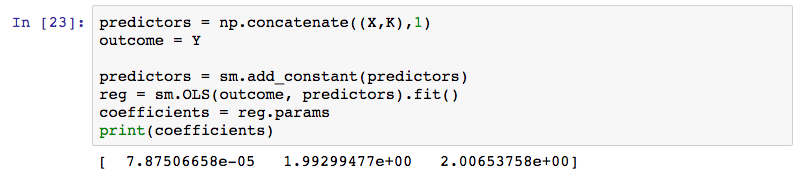 In [23]: predictors = np.concatenate((X,K),1)
outcome = Y
predictors = sm.add_constant(predictors)
reg = sm.OLS(outcome, predictors).fit()
coefficients = reg.params
print(coefficients)
[ 7.87506658e-05 1.99299477e+00 2.00653758e+00]